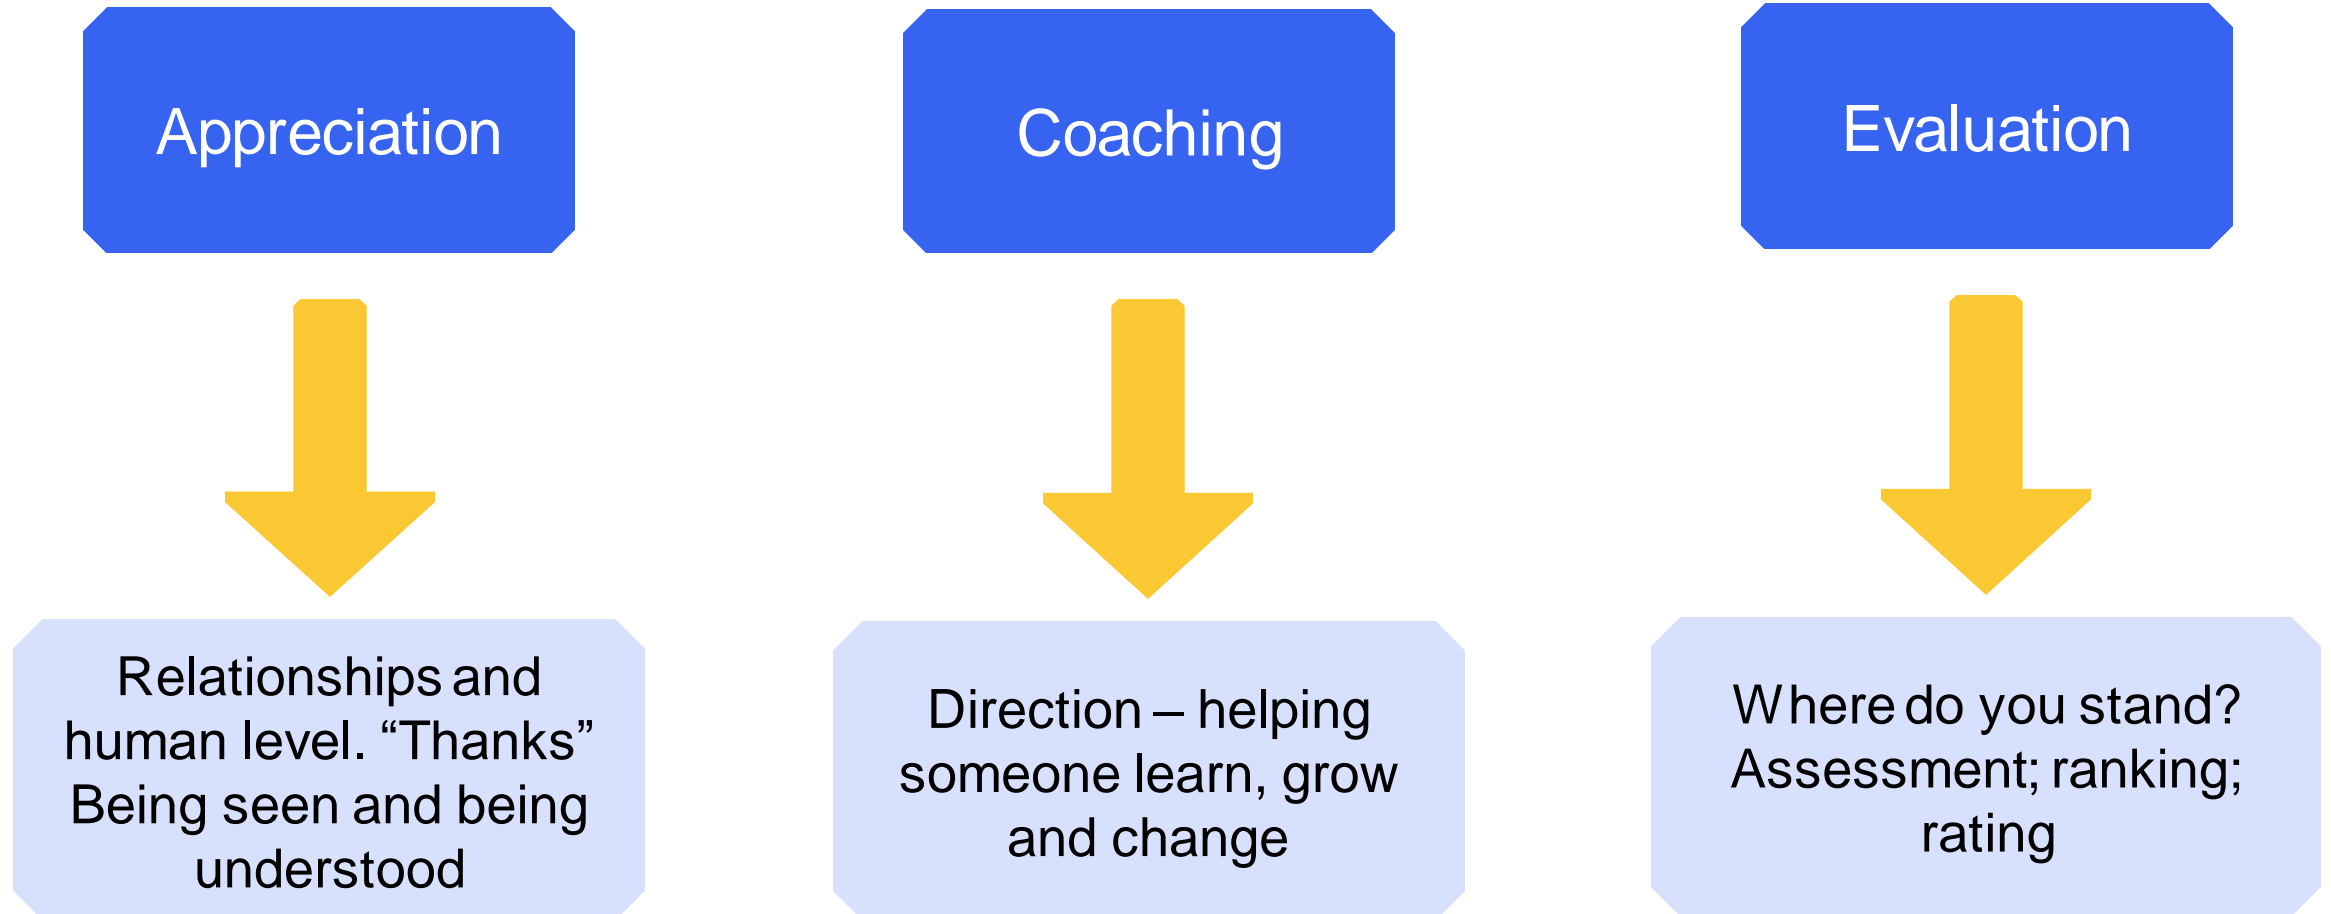 Appreciation
Coaching
Evaluation
Relationships and
human level. “Thanks”
Being seen and being
understood
Direction – helping
someone learn, grow
and change
Where do you stand?
Assessment; ranking;
rating